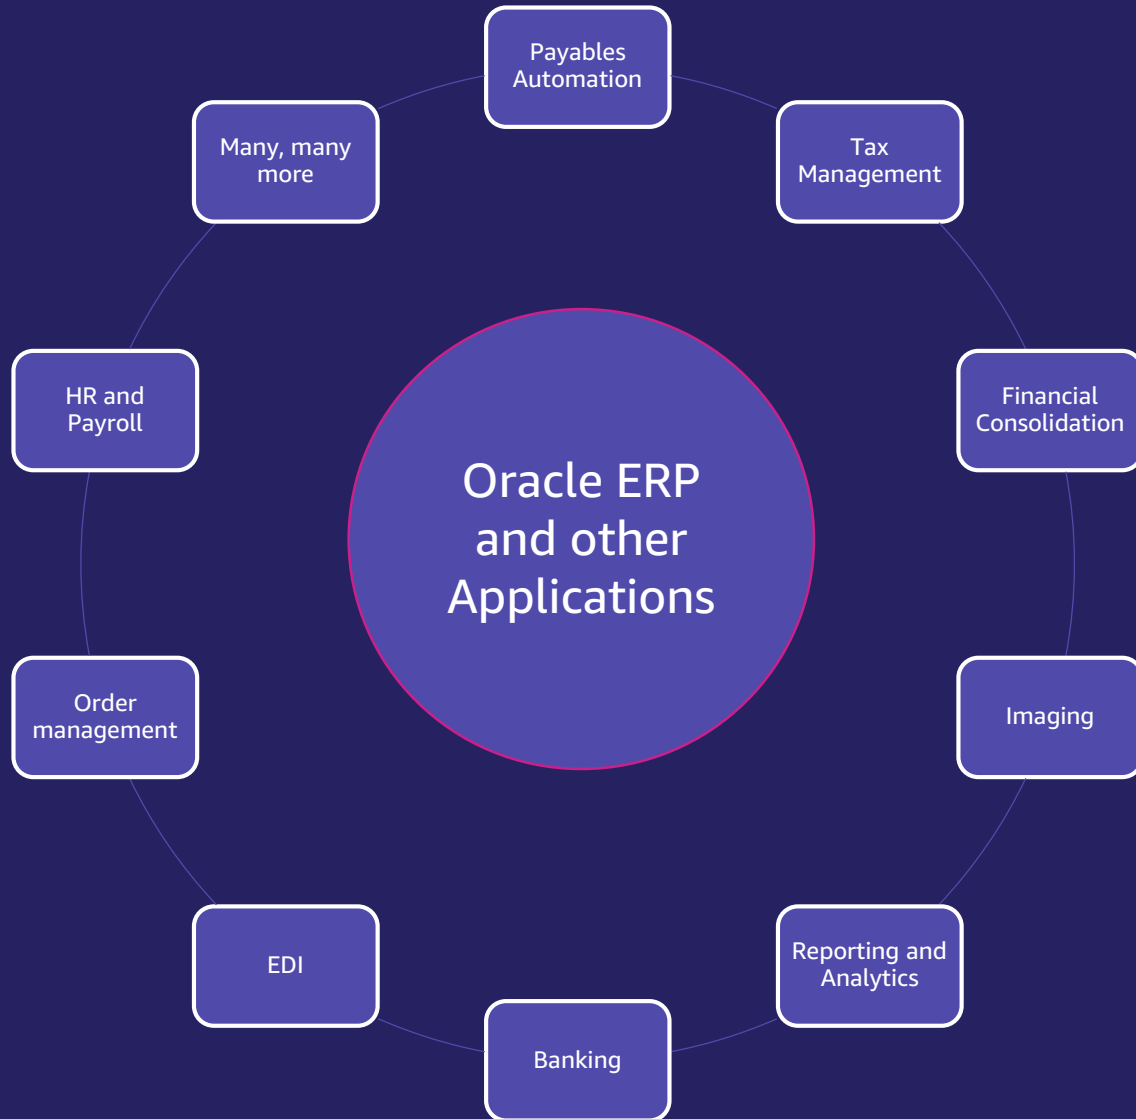 Payables
Automation
Many, many
more
Tax
Management
HR and
Payroll
Financial
Consolidation
Oracle ERP
and other
Applications
Order
management
Imaging
EDI
Reporting and
Analytics
Banking